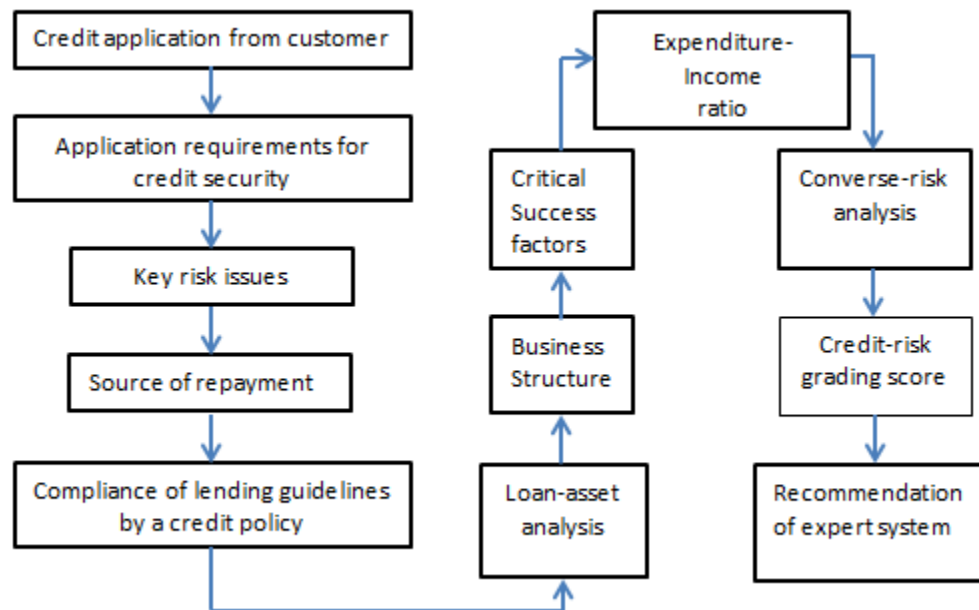 Credit application from customer
Application requirements for
credit security
Key risk issues
Source of repayment
Compliance of lending guidelines
by a credit policy
Loan-asset
analysis
Business
Structure
Critical
Success
factors
Expenditure-
Income
ratio
Converse-risk
analysis
Credit-risk
grading score
Recommendation
of expert system